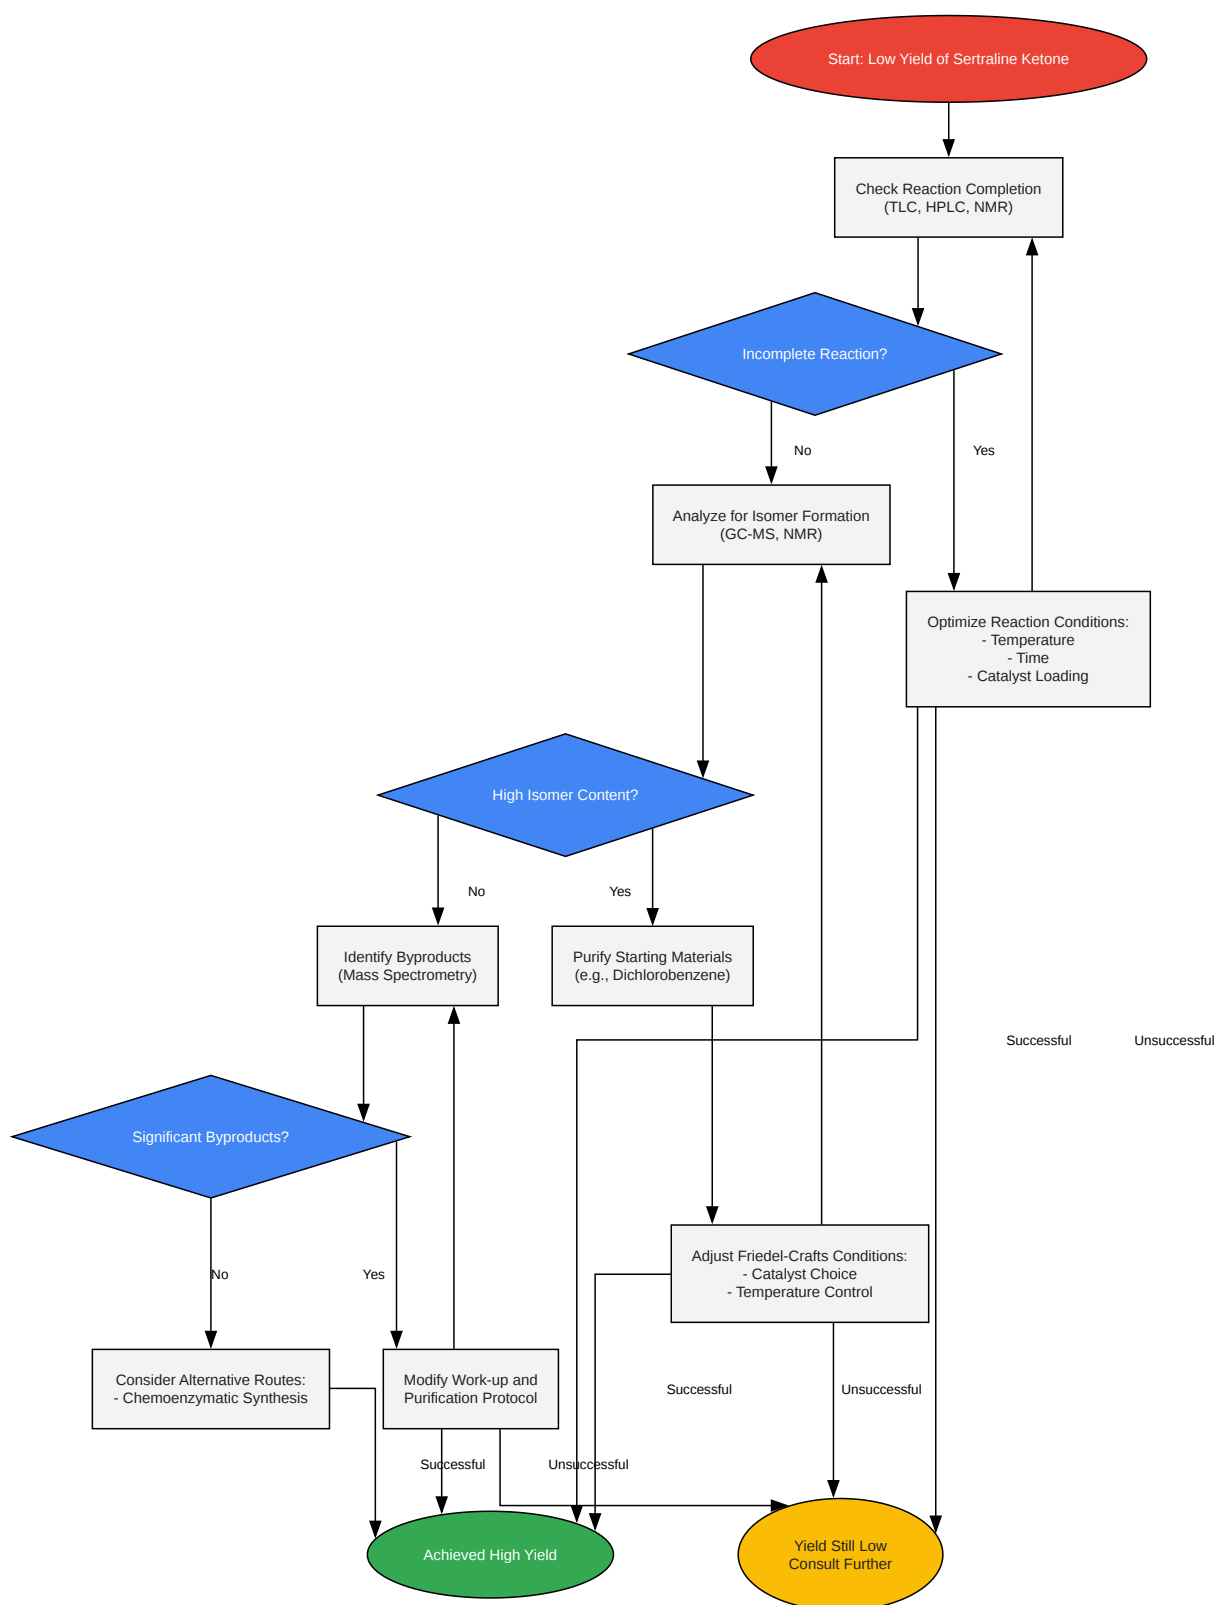 Start: Low Yield of Sertraline Ketone
Check Reaction Completion
(TLC, HPLC, NMR)
Incomplete Reaction?
No
Yes
Analyze for Isomer Formation
(GC-MS, NMR)
Optimize Reaction Conditions:
- Temperature
- Time
- Catalyst Loading
High Isomer Content?
No
Yes
Identify Byproducts
(Mass Spectrometry)
Purify Starting Materials
(e.g., Dichlorobenzene)
Successful
Unsuccessful
Significant Byproducts?
No
Yes
Adjust Friedel-Crafts Conditions:
- Catalyst Choice
- Temperature Control
Consider Alternative Routes:
- Chemoenzymatic Synthesis
Modify Work-up and
Purification Protocol
Successful
Unsuccessful
Successful
Unsuccessful
Achieved High Yield
Yield Still Low
Consult Further